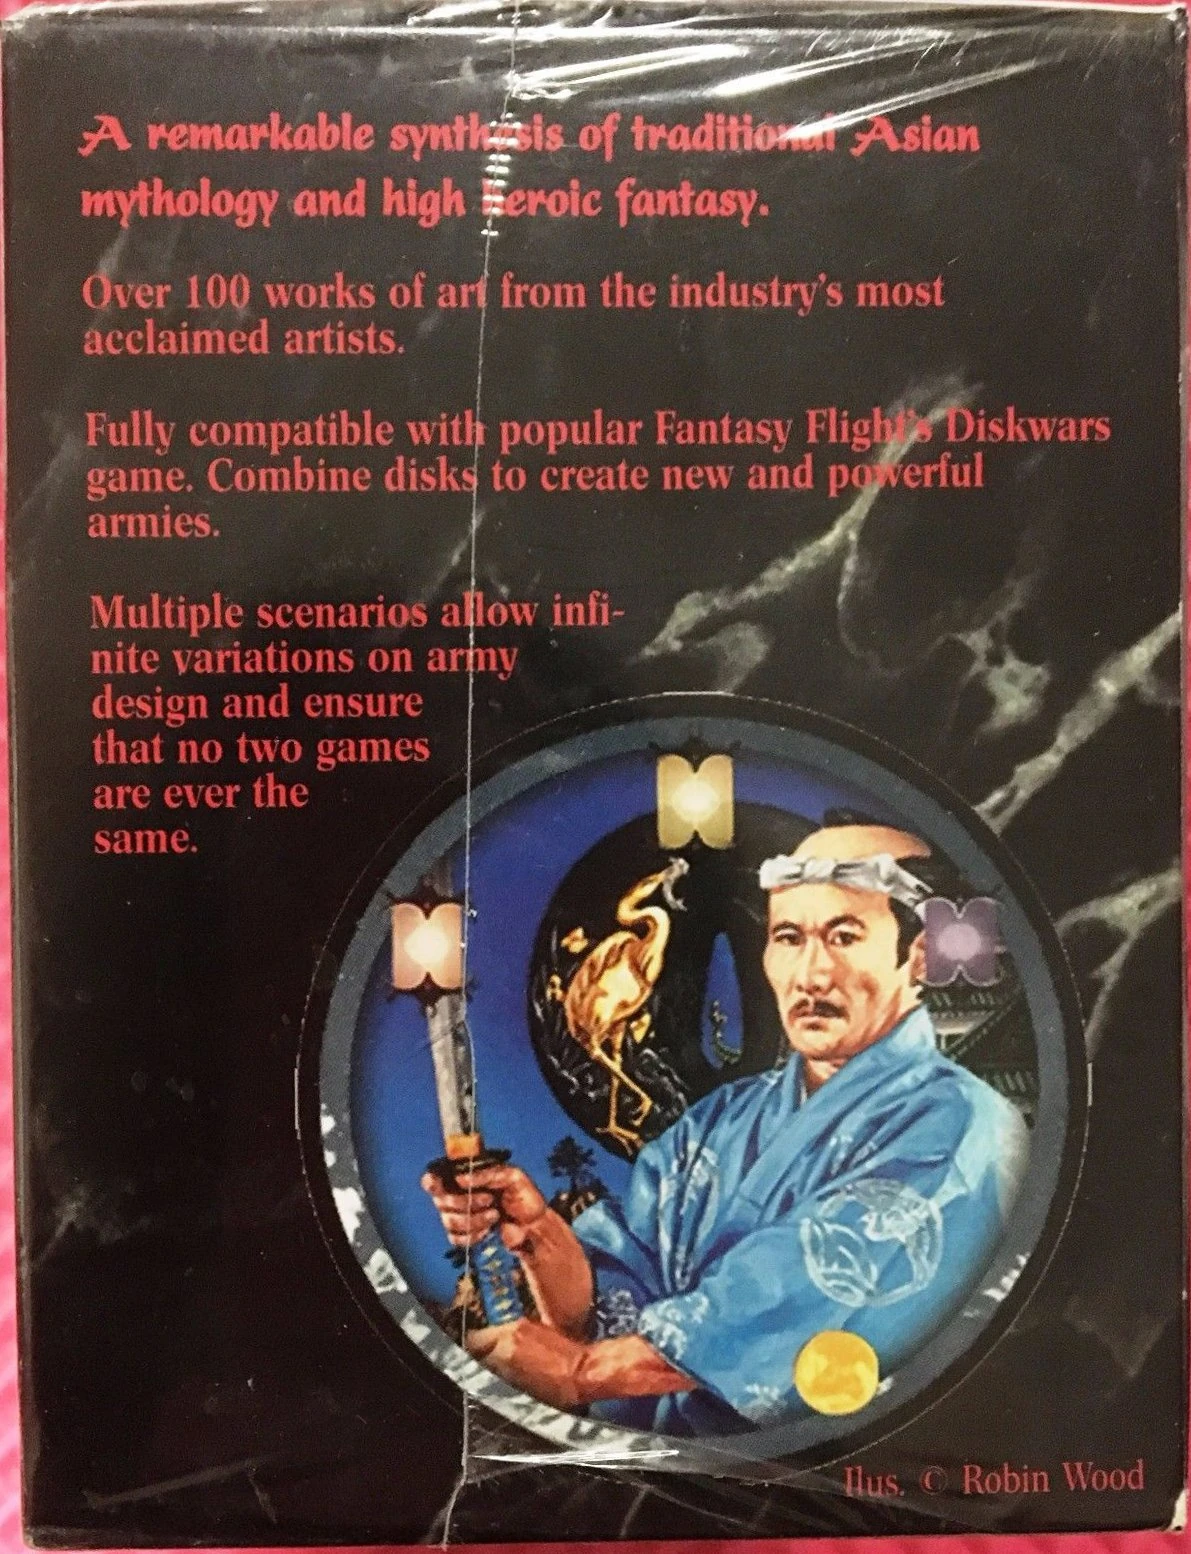 A remarkable synthesis of traditional Asian
mythology and high heroic fantasy.
Over 100 works of art from the industry's most
acclaimed artists.
Fully compatible with popular Fantasy Flight's Diskwars
game. Combine disks to create new and powerful
armies.
Multiple scenarios allow infi-
nite variations on army
design and ensure
that no two games
are ever the
same.
Ilus. © Robin Wood